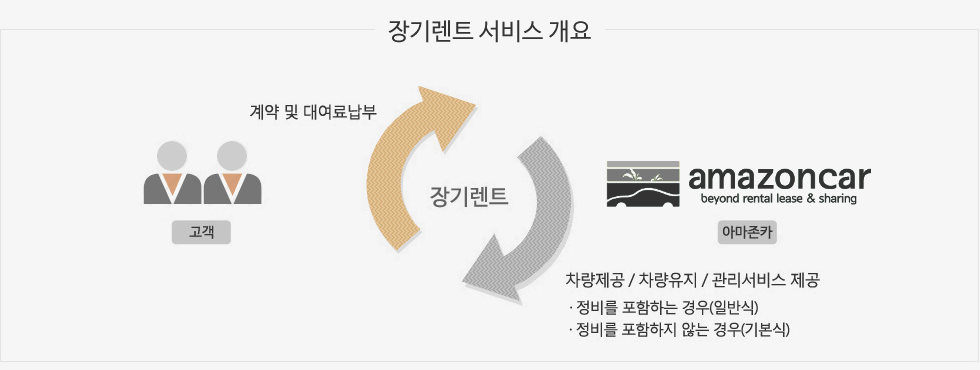 장기렌트 서비스 개요
계약 및 대여료납부
장기렌트
고객
amazoncar
beyond rental lease & sharing
아마존카
차량제공 / 차량유지 / 관리서비스 제공
· 정비를 포함하는 경우(일반식)
· 정비를 포함하지 않는 경우(기본식)